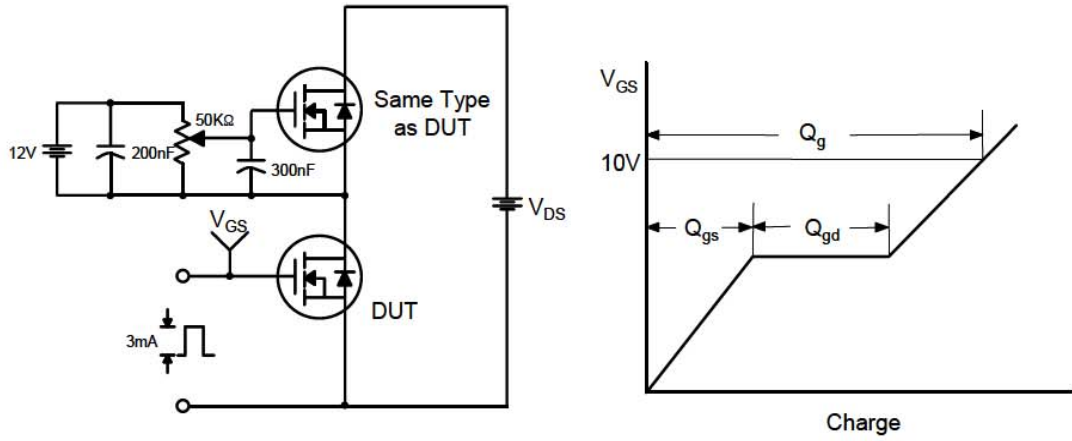 12V
200nF
50KΩ
300nF
Same Type
as DUT
V_DS
V_GS
DUT
3mA
V_GS
10V
Q_g
Q_gs
Q_gd
Charge